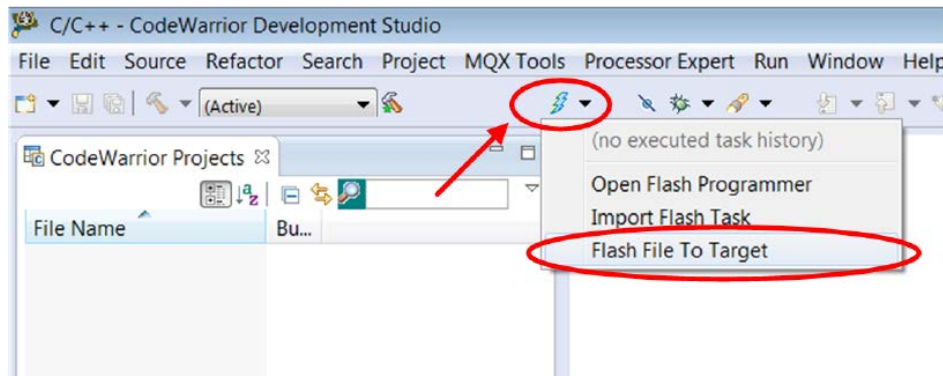 C/C++ - CodeWarrior Development Studio
File Edit Source Refactor Search Project MQX Tools Processor Expert Run Window Help
(Active)
(no executed task history)
Open Flash Programmer
Import Flash Task
Flash File To Target
CodeWarrior Projects
File Name Bu...